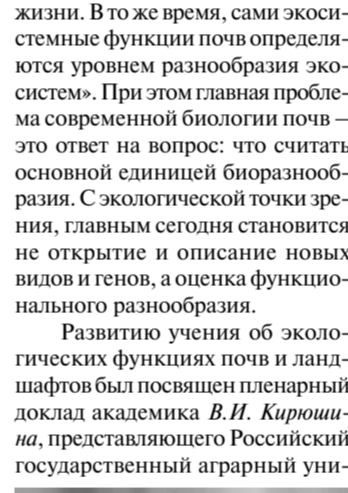 жизни. В то же время, сами экоси-
стемные функции почв определя-
ются уровнем разнообразия эко-
систем». При этом главная пробле-
ма современной биологии почв –
это ответ на вопрос: что считать
основной единицей биоразнооб-
разия. С экологической точки зре-
ния, главным сегодня становится
не открытие и описание новых
видов и генов, а оценка функцио-
нального разнообразия.
Развитию учения об эколо-
гических функциях почв и ланд-
шафтов был посвящен пленарный
доклад академика В.И. Кирюши-
на, представляющего Российский
государственный аграрный уни-